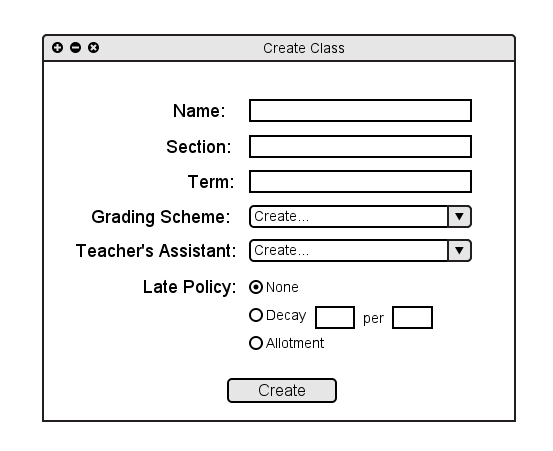 Create Class
Name:
Section:
Term:
Grading Scheme: Create...
Teacher's Assistant: Create...
Late Policy: None
Decay per
Allotment
Create